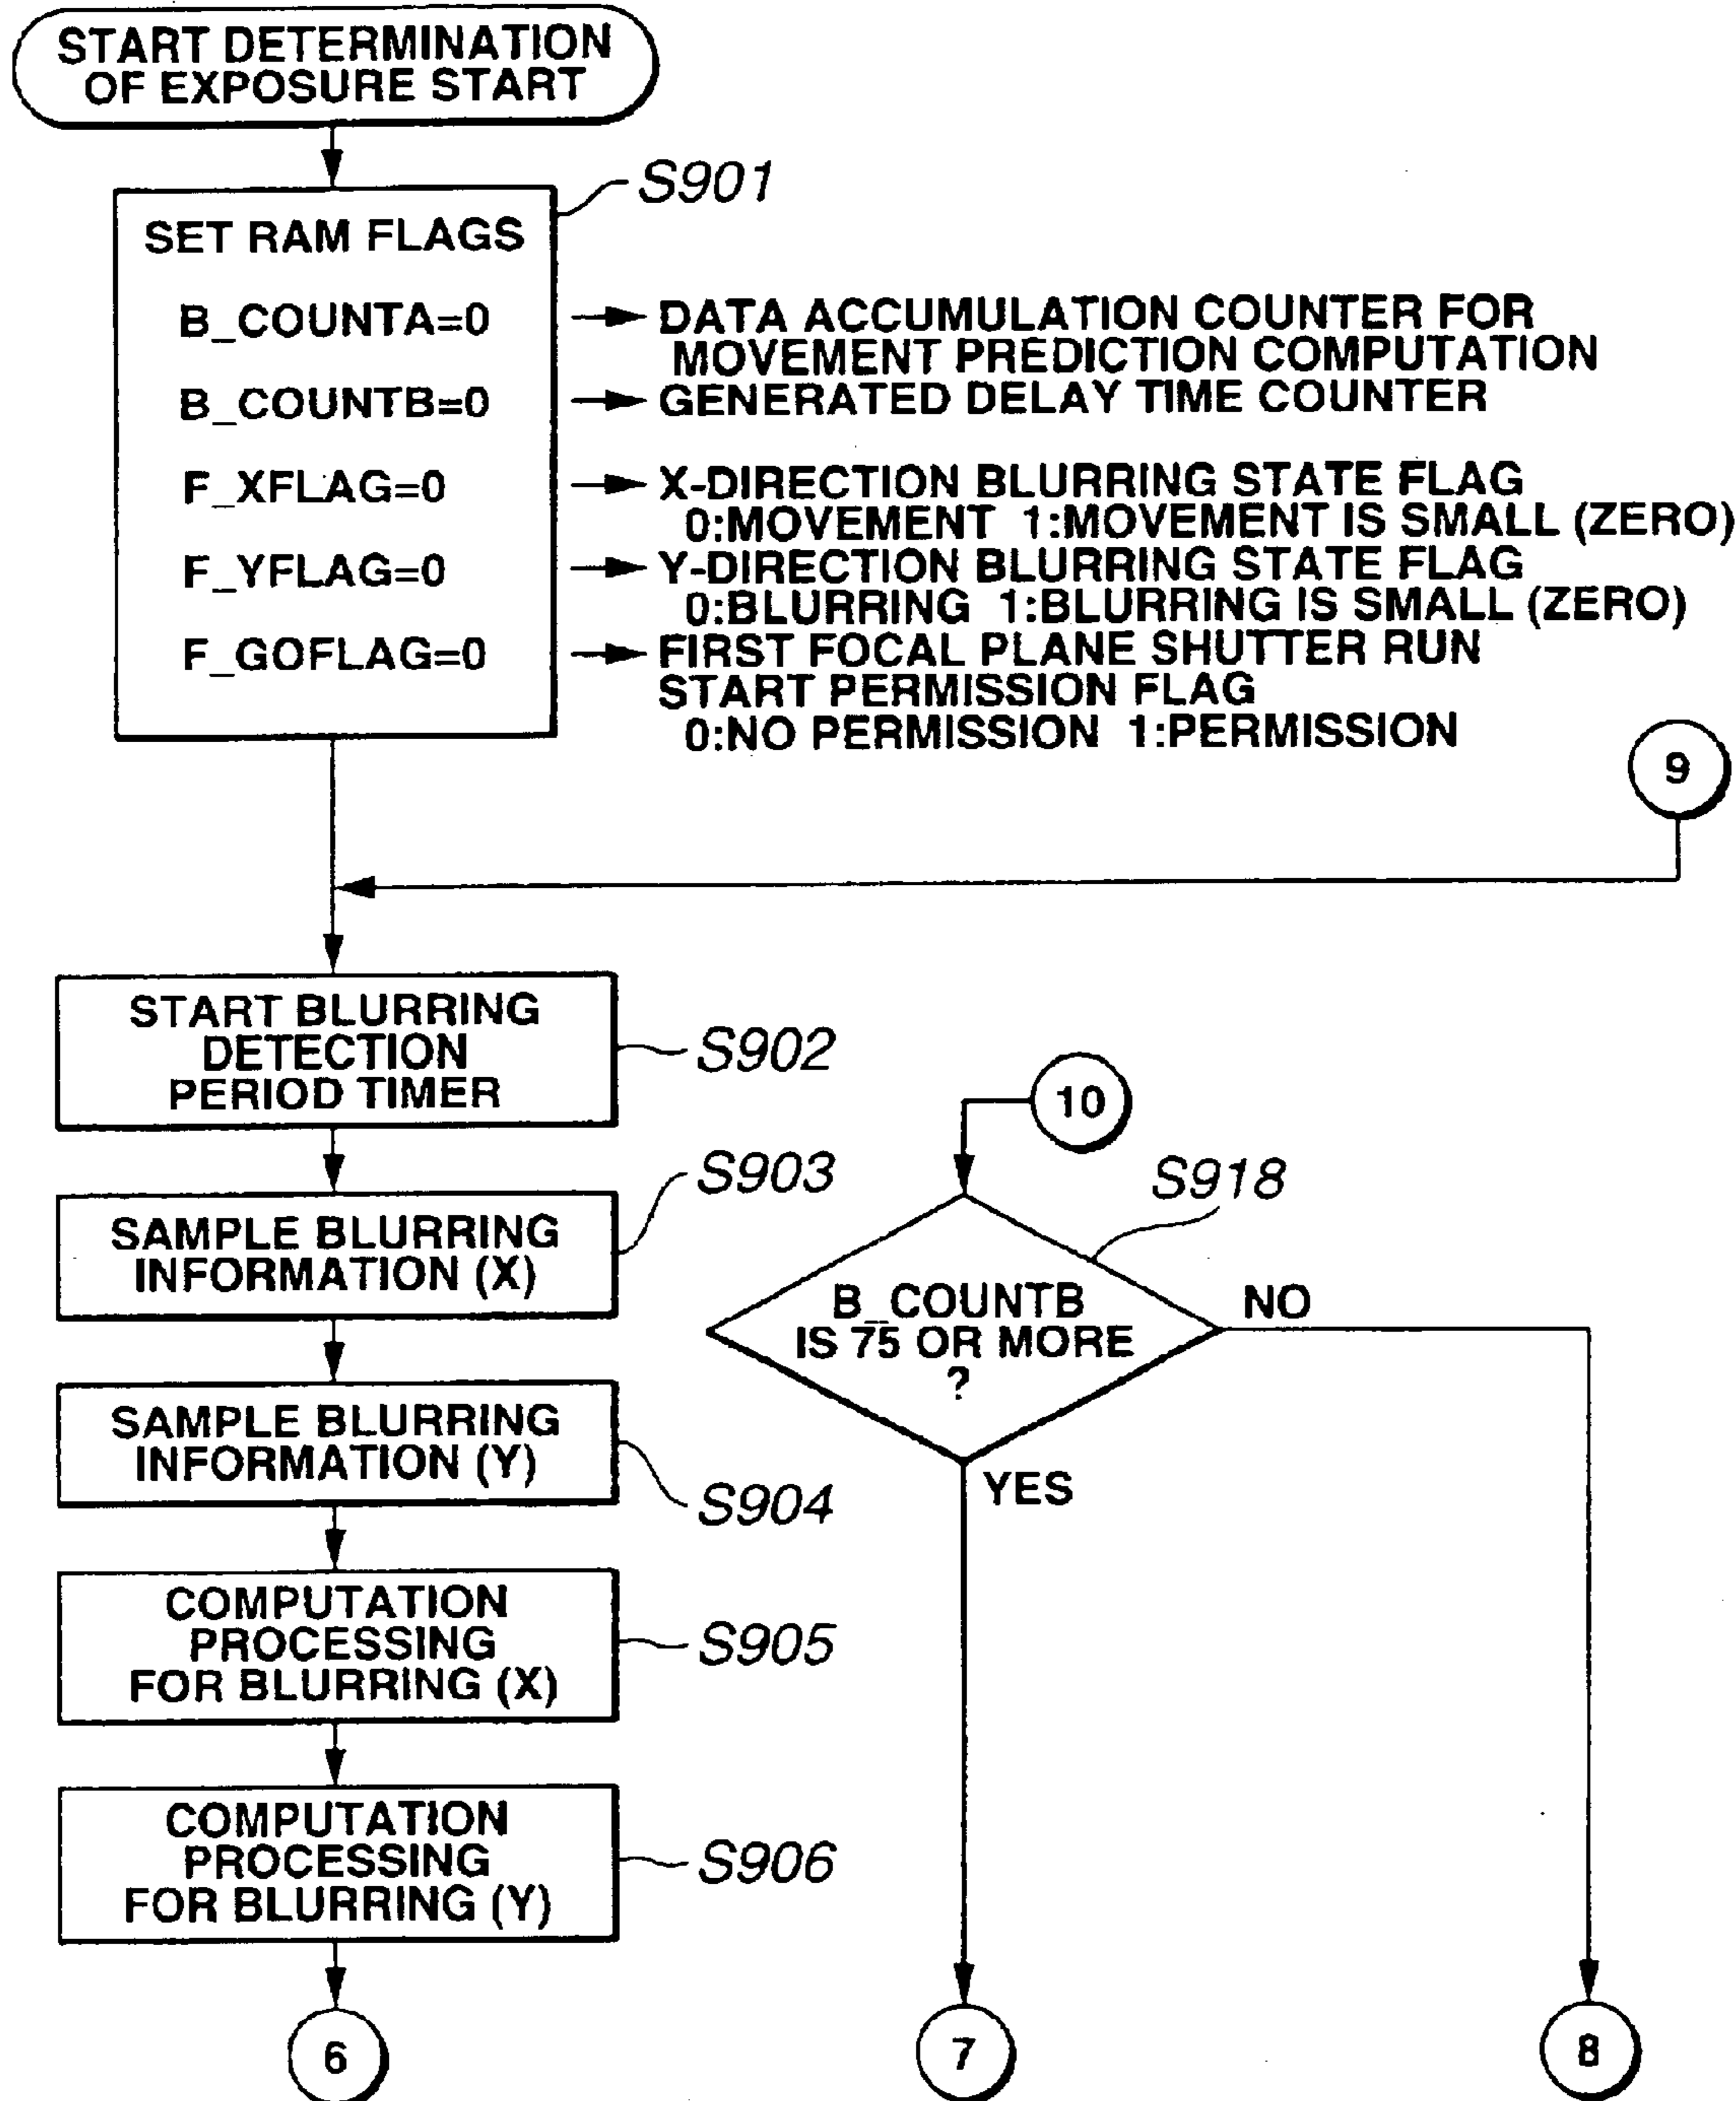 START DETERMINATION
OF EXPOSURE START
S901
SET RAM FLAGS
B_COUNTA=0
DATA ACCUMULATION COUNTER FOR
MOVEMENT PREDICTION COMPUTATION
B_COUNTB=0
GENERATED DELAY TIME COUNTER
F_XFLAG=0
X-DIRECTION BLURRING STATE FLAG
0:MOVEMENT 1:MOVEMENT IS SMALL (ZERO)
F_YFLAG=0
Y-DIRECTION BLURRING STATE FLAG
0:BLURRING 1:BLURRING IS SMALL (ZERO)
F_GOFLAG=0
FIRST FOCAL PLANE SHUTTER RUN
START PERMISSION FLAG
0:NO PERMISSION 1:PERMISSION
9
START BLURRING
DETECTION
PERIOD TIMER
S902
SAMPLE BLURRING
INFORMATION (X)
S903
SAMPLE BLURRING
INFORMATION (Y)
S904
COMPUTATION
PROCESSING
FOR BLURRING (X)
S905
COMPUTATION
PROCESSING
FOR BLURRING (Y)
S906
6
10
S918
B_COUNTB
IS 75 OR MORE
?
NO
YES
7
8